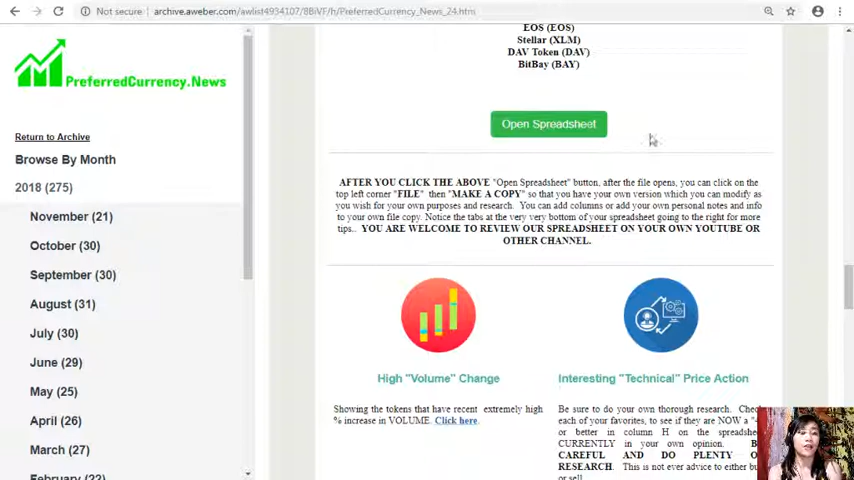 Not secure | archive.aweber.com/awlist4934107/8BiVF/h/PreferredCurrency_News_24.htm
PreferredCurrency.News
Return to Archive
Browse By Month
2018 (275)
November (21)
October (30)
September (30)
August (31)
July (30)
June (29)
May (25)
April (26)
March (27)
February (22)
EOS (EOS)
Stellar (XLM)
DAV Token (DAV)
BitBay (BAY)
Open Spreadsheet
AFTER YOU CLICK THE ABOVE "Open Spreadsheet" button, after the file opens, you can click on the
top left corner "FILE" then "MAKE A COPY" so that you have your own version which you can modify as
you wish for your own purposes and research. You can add columns or add your own personal notes and info
to your own file copy. Notice the tabs at the very very bottom of your spreadsheet going to the right for more
tips.. YOU ARE WELCOME TO REVIEW OUR SPREADSHEET ON YOUR OWN YOUTUBE OR
OTHER CHANNEL.
High "Volume" Change
Showing the tokens that have recent extremely high
% increase in VOLUME. Click here.
Interesting "Technical" Price Action
Be sure to do your own thorough research. Check
each of your favorites, to see if they are NOW a
or better in column H on the spreadsheet
CURRENTLY in your own opinion. BE
CAREFUL AND DO PLENTY OF
RESEARCH. This is not ever advice to either buy
or sell.